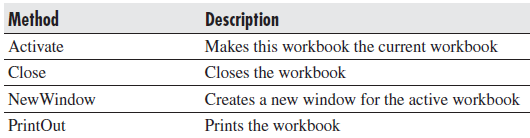 Method Description
Activate Makes this workbook the current workbook
Close Closes the workbook
NewWindow Creates a new window for the active workbook
PrintOut Prints the workbook